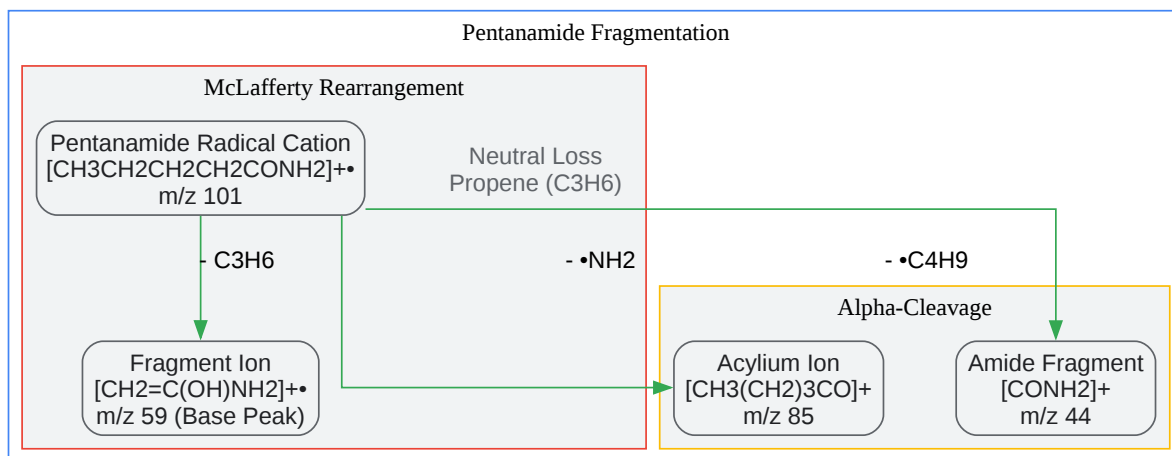 Pentanamide Fragmentation
McLafferty Rearrangement
Pentanamide Radical Cation
[CH3CH2CH2CH2CONH2]+•
m/z 101
Neutral Loss
Propene (C3H6)
- C3H6
- •NH2
- •C4H9
Alpha-Cleavage
Fragment Ion
[CH2=C(OH)NH2]+•
m/z 59 (Base Peak)
Acylium Ion
[CH3(CH2)3CO]+
m/z 85
Amide Fragment
[CONH2]+
m/z 44